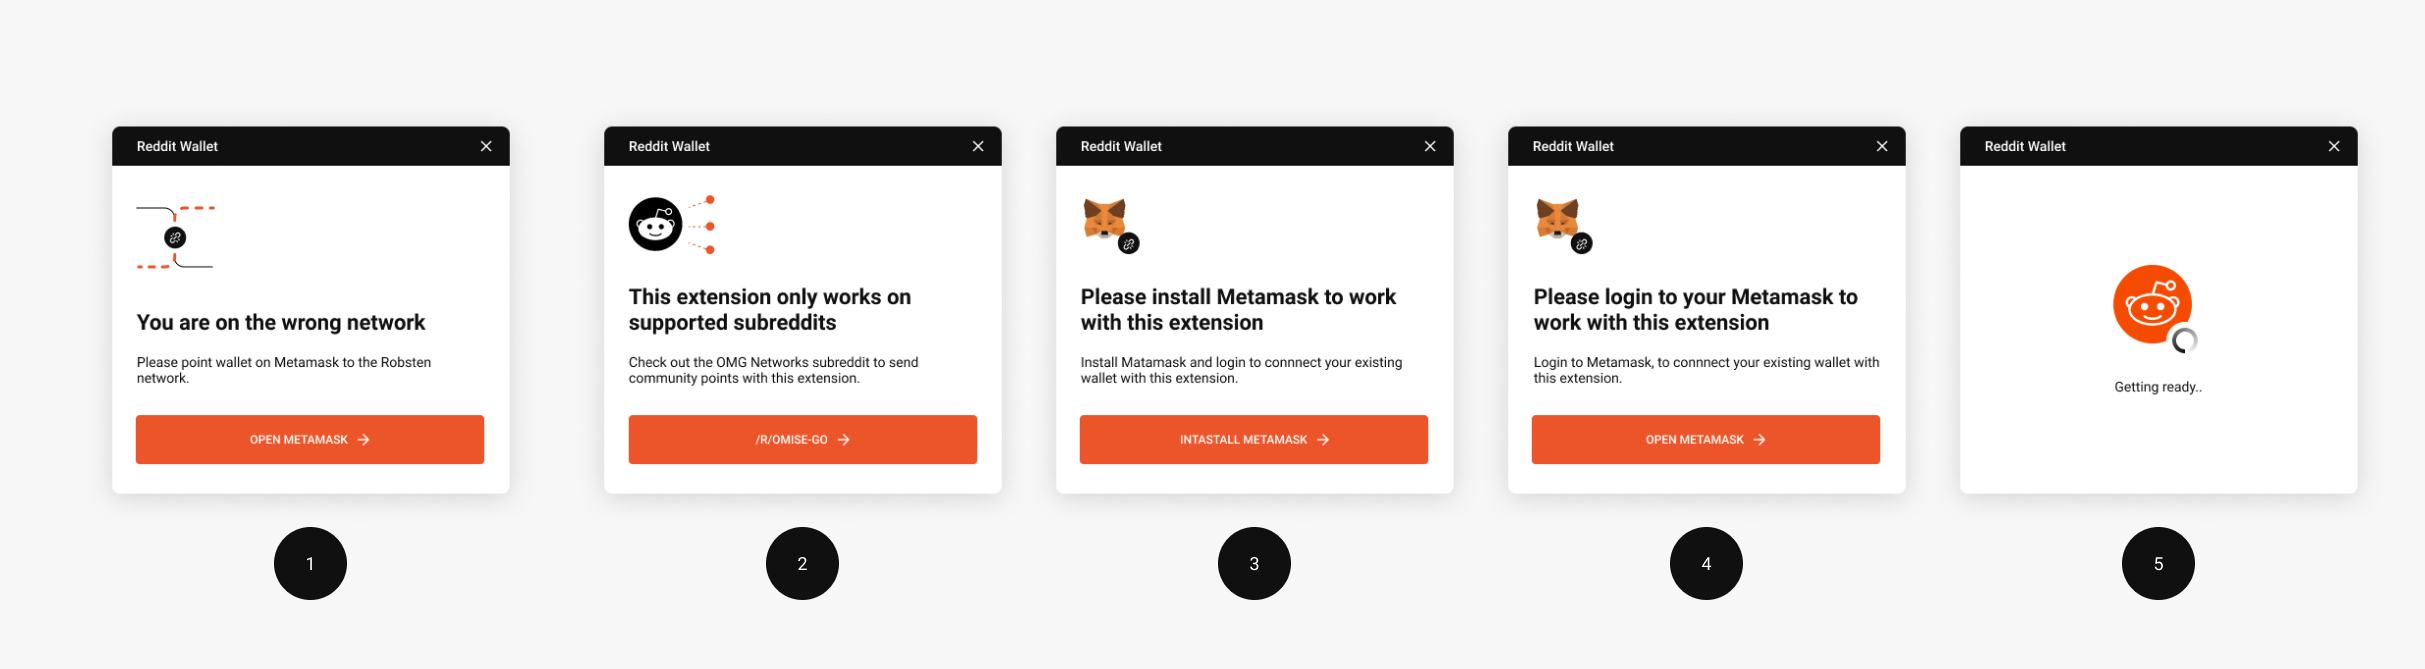 Reddit Wallet
You are on the wrong network
Please point wallet on Metamask to the Robsten
network.
OPEN METAMASK
1
Reddit Wallet
This extension only works on
supported subreddits
Check out the OMG Networks subreddit to send
community points with this extension.
/R/OMISE-GO
2
Reddit Wallet
Please install Metamask to work
with this extension
Install Matamask and login to connnect your existing
wallet with this extension.
INTASTALL METAMASK
3
Reddit Wallet
Please login to your Metamask to
work with this extension
Login to Metamask, to connnect your existing wallet with
this extension.
OPEN METAMASK
4
Reddit Wallet
Getting ready..
5